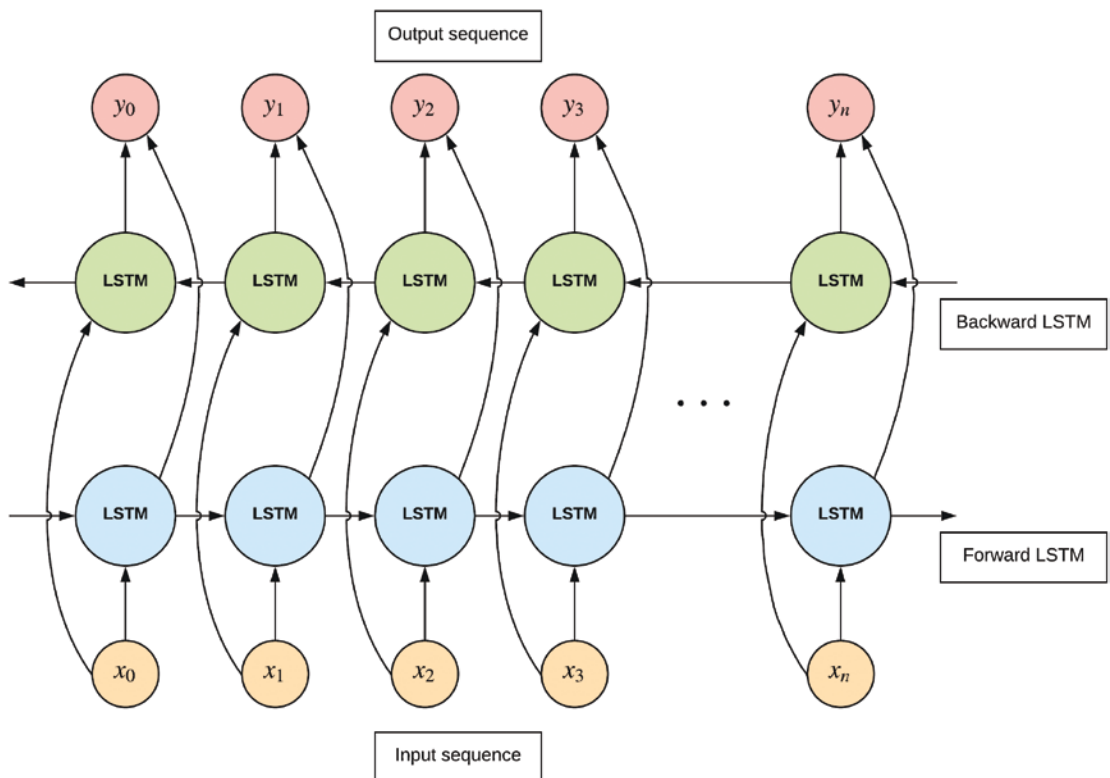 Output sequence
y0 y1 y2 y3 yn
LSTM LSTM LSTM LSTM LSTM
Backward LSTM
. . .
LSTM LSTM LSTM LSTM LSTM
Forward LSTM
x0 x1 x2 x3 xn
Input sequence